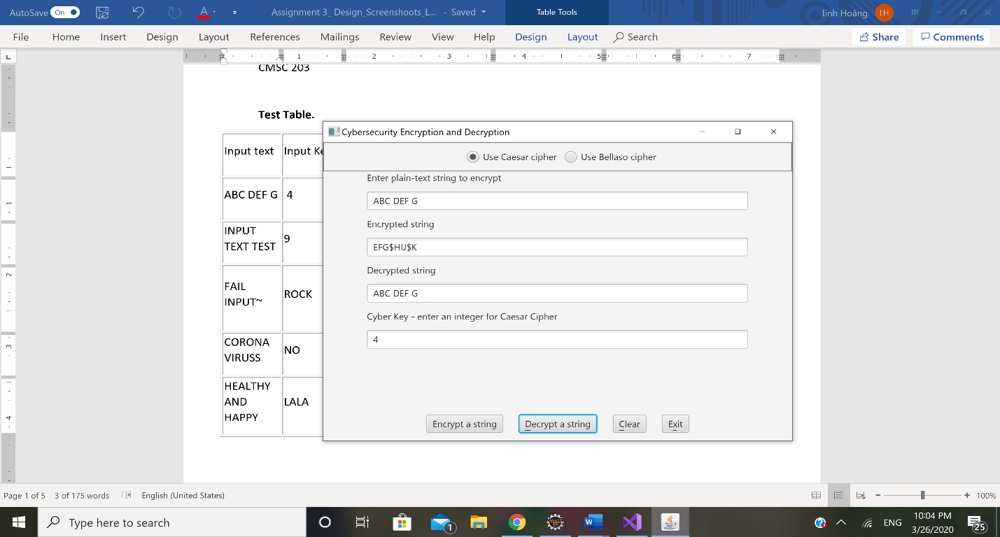 AutoSave On Assignment 3_ Design_Screenshoots_L... - Saved Table Tools linh Hoàng LH
File Home Insert Design Layout References Mailings Review View Help Design Layout Search Share Comments
1 2 3 4 5 6 7
CMSC 203
Test Table.
Input text Input Ke
ABC DEF G 4
INPUT
TEXT TEST
9
FAIL
INPUT~
ROCK
CORONA
VIRUSS
NO
HEALTHY
AND
HAPPY
LALA
Cybersecurity Encryption and Decryption
Use Caesar cipher Use Bellaso cipher
Enter plain-text string to encrypt
ABC DEF G
Encrypted string
EFG$HIJ$K
Decrypted string
ABC DEF G
Cyber Key - enter an integer for Caesar Cipher
4
Encrypt a string Decrypt a string Clear Exit
1
2
3
4
Page 1 of 5 3 of 175 words English (United States) 100%
Type here to search 1 W ENG 10:04 PM
3/26/2020 25